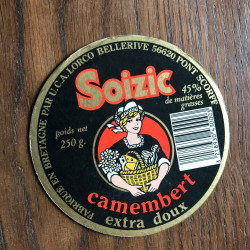 FABRIQUÉ EN BRETAGNE PAR U.C.A.LORCO BELLERIVE 56620 PONT SCORFF
Soizic
poids net
250 g.
45%
de matières
grasses
camembert
extra doux